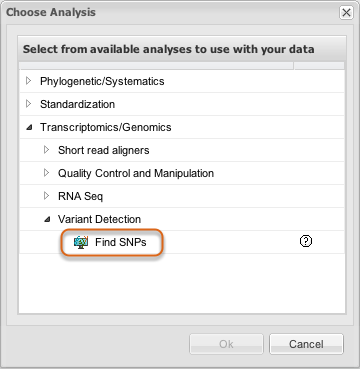 Choose Analysis
Select from available analyses to use with your data
Phylogenetic/Systematics
Standardization
Transcriptomics/Genomics
Short read aligners
Quality Control and Manipulation
RNA Seq
Variant Detection
Find SNPs ?
Ok Cancel